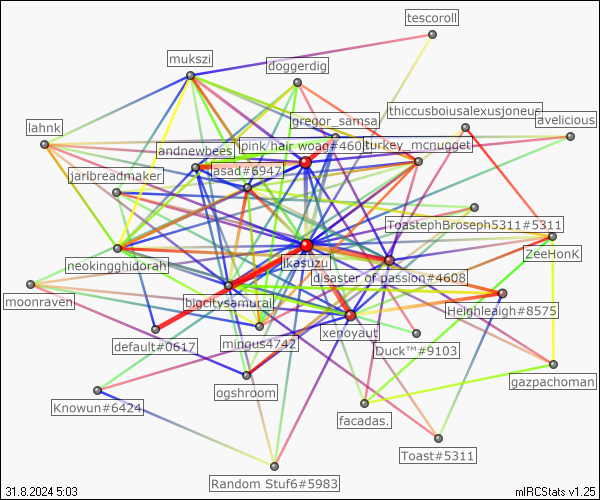 tescoroll
mukszi
doggerdig
gregor_samsa
thiccusboiusalexusjoneus
avelicious
lahnk
andnewbees
pink hair woag#460
turkey_mcnugget
jarlbreadmaker
asad#6947
ToastephBroseph5311#5311
ZeeHonK
neokingghidorah
ikasuzu
disaster of passion#4608
moonraven
bigcitysamurai
Heighleaigh#8575
default#0617
mingus4742
xenoyaut
Duck™#9103
gazpachoman
ogshroom
Knowun#6424
facadas.
Toast#5311
Random Stuf6#5983
31.8.2024 5:03
mIRCStats v1.25